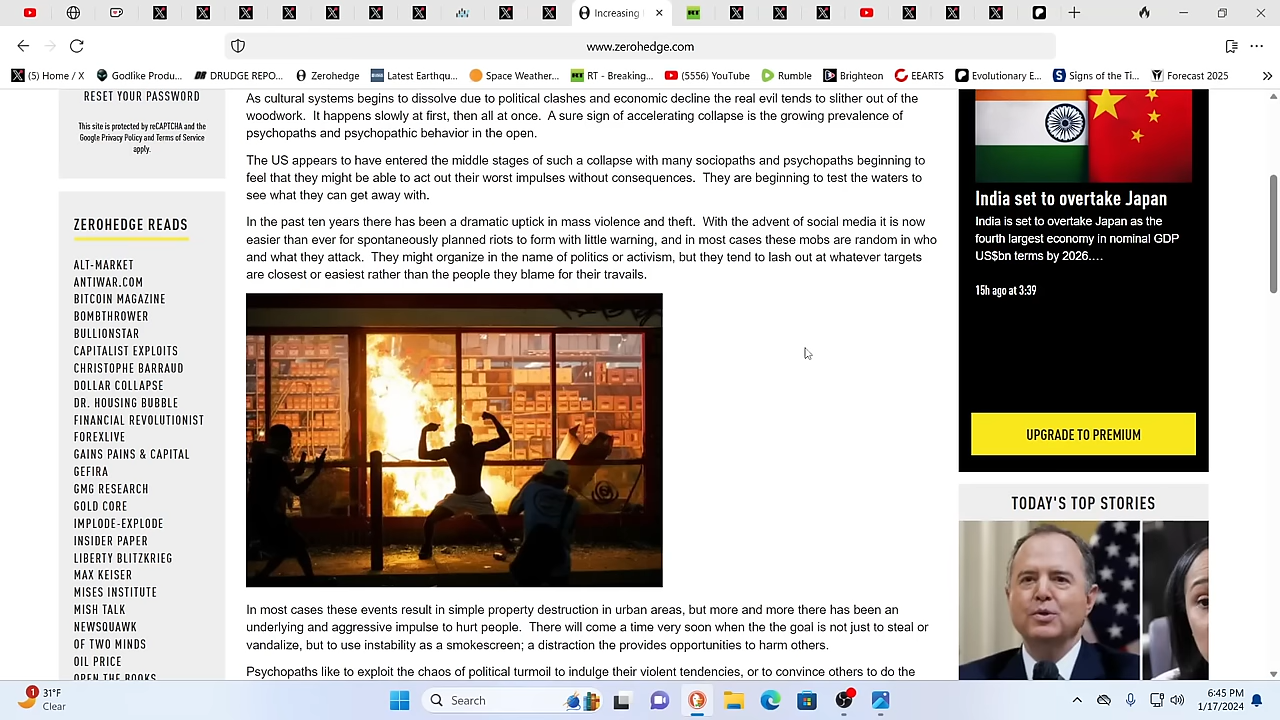 Increasing
www.zerohedge.com
(5) Home / X
Godlike Produ...
DRUDGE REPO...
Zerohedge
Latest Earthqu...
Space Weather...
RT - Breaking...
(5556) YouTube
Rumble
Brighteon
EEARTS
Evolutionary E...
Signs of the Ti...
Forecast 2025
RESET YOUR PASSWORD
This site is protected by reCAPTCHA and the
Google Privacy Policy and Terms of Service
apply.
ZEROHEDGE READS
ALT-MARKET
ANTIWAR.COM
BITCOIN MAGAZINE
BOMBTHROWER
BULLIONSTAR
CAPITALIST EXPLOITS
CHRISTOPHE BARRAUD
DOLLAR COLLAPSE
DR. HOUSING BUBBLE
FINANCIAL REVOLUTIONIST
FOREXLIVE
GAINS PAINS & CAPITAL
GEFIRA
GMG RESEARCH
GOLD CORE
IMPLODE-EXPLODE
INSIDER PAPER
LIBERTY BLITZKRIEG
MAX KEISER
MISES INSTITUTE
MISH TALK
NEWSQUAWK
OF TWO MINDS
OIL PRICE
OPEN THE BOOKS
As cultural systems begins to dissolve due to political clashes and economic decline the real evil tends to slither out of the
woodwork. It happens slowly at first, then all at once. A sure sign of accelerating collapse is the growing prevalence of
psychopaths and psychopathic behavior in the open.
The US appears to have entered the middle stages of such a collapse with many sociopaths and psychopaths beginning to
feel that they might be able to act out their worst impulses without consequences. They are beginning to test the waters to
see what they can get away with.
In the past ten years there has been a dramatic uptick in mass violence and theft. With the advent of social media it is now
easier than ever for spontaneously planned riots to form with little warning, and in most cases these mobs are random in who
and what they attack. They might organize in the name of politics or activism, but they tend to lash out at whatever targets
are closest or easiest rather than the people they blame for their travails.
In most cases these events result in simple property destruction in urban areas, but more and more there has been an
underlying and aggressive impulse to hurt people. There will come a time very soon when the the goal is not just to steal or
vandalize, but to use instability as a smokescreen; a distraction the provides opportunities to harm others.
Psychopaths like to exploit the chaos of political turmoil to indulge their violent tendencies, or to convince others to do the
India set to overtake Japan
India is set to overtake Japan as the
fourth largest economy in nominal GDP
US$bn terms by 2026....
15h ago at 3:39
UPGRADE TO PREMIUM
TODAY'S TOP STORIES
1
31°F
Clear
Search
6:45 PM
1/17/2024